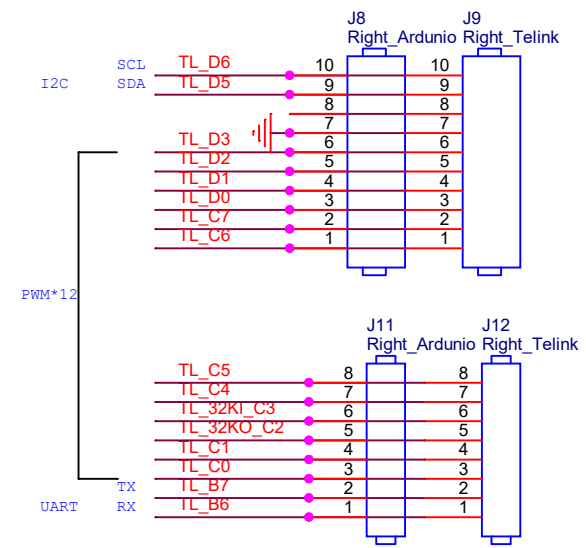 J8 J9
Right_Ardunio Right_Telink
SCL TL_D6 10 10
I2C SDA TL_D5 9 9
8 8
7 7
TL_D3 6 6
TL_D2 5 5
TL_D1 4 4
TL_D0 3 3
TL_C7 2 2
TL_C6 1 1
PWM*12
J11 J12
Right_Ardunio Right_Telink
TL_C5 8 8
TL_C4 7 7
TL_32KI_C3 6 6
TL_32KO_C2 5 5
TL_C1 4 4
TL_C0 3 3
TX TL_B7 2 2
UART RX TL_B6 1 1